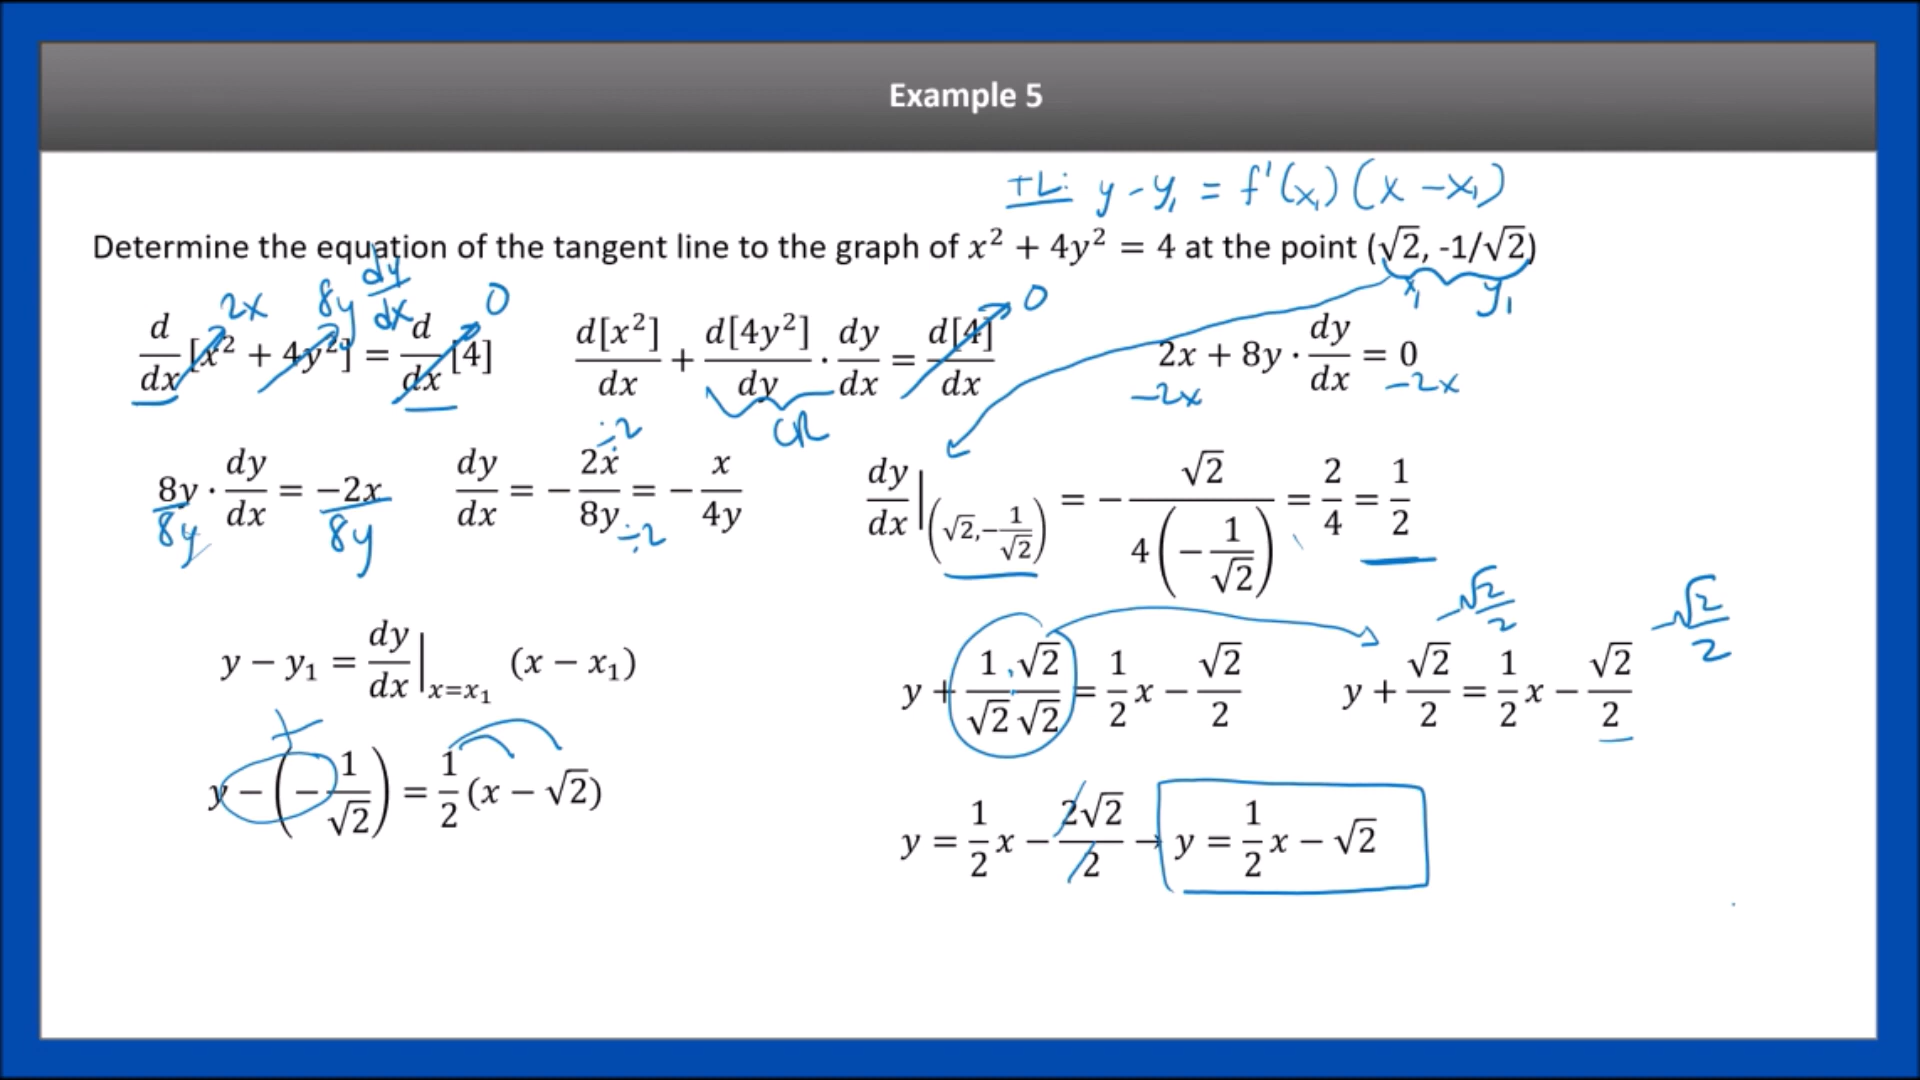 Example 5
TL: y - y₁ = f'(x₁) (x - x₁)
Determine the equation of the tangent line to the graph of x² + 4y² = 4 at the point (√2, -1/√2)
x₁ y₁
2x 8y dy/dx 0
d/dx [x² + 4y²] = d/dx [4]
0
d[x²]/dx + d[4y²]/dy · dy/dx = d[4]/dx
CR
2x + 8y · dy/dx = 0
-2x -2x
8y · dy/dx = -2x
8y 8y
÷2
dy/dx = - 2x/8y = - x/4y
÷2
dy/dx |(√2, -1/√2) = - √2/(4(-1/√2)) = 2/4 = 1/2
y - y₁ = dy/dx |x=x₁ (x - x₁)
+
y - (-1/√2) = 1/2 (x - √2)
y + 1·√2/√2·√2 = 1/2 x - √2/2
-√2/2 -√2/2
y + √2/2 = 1/2 x - √2/2
y = 1/2 x - 2√2/2 → y = 1/2 x - √2